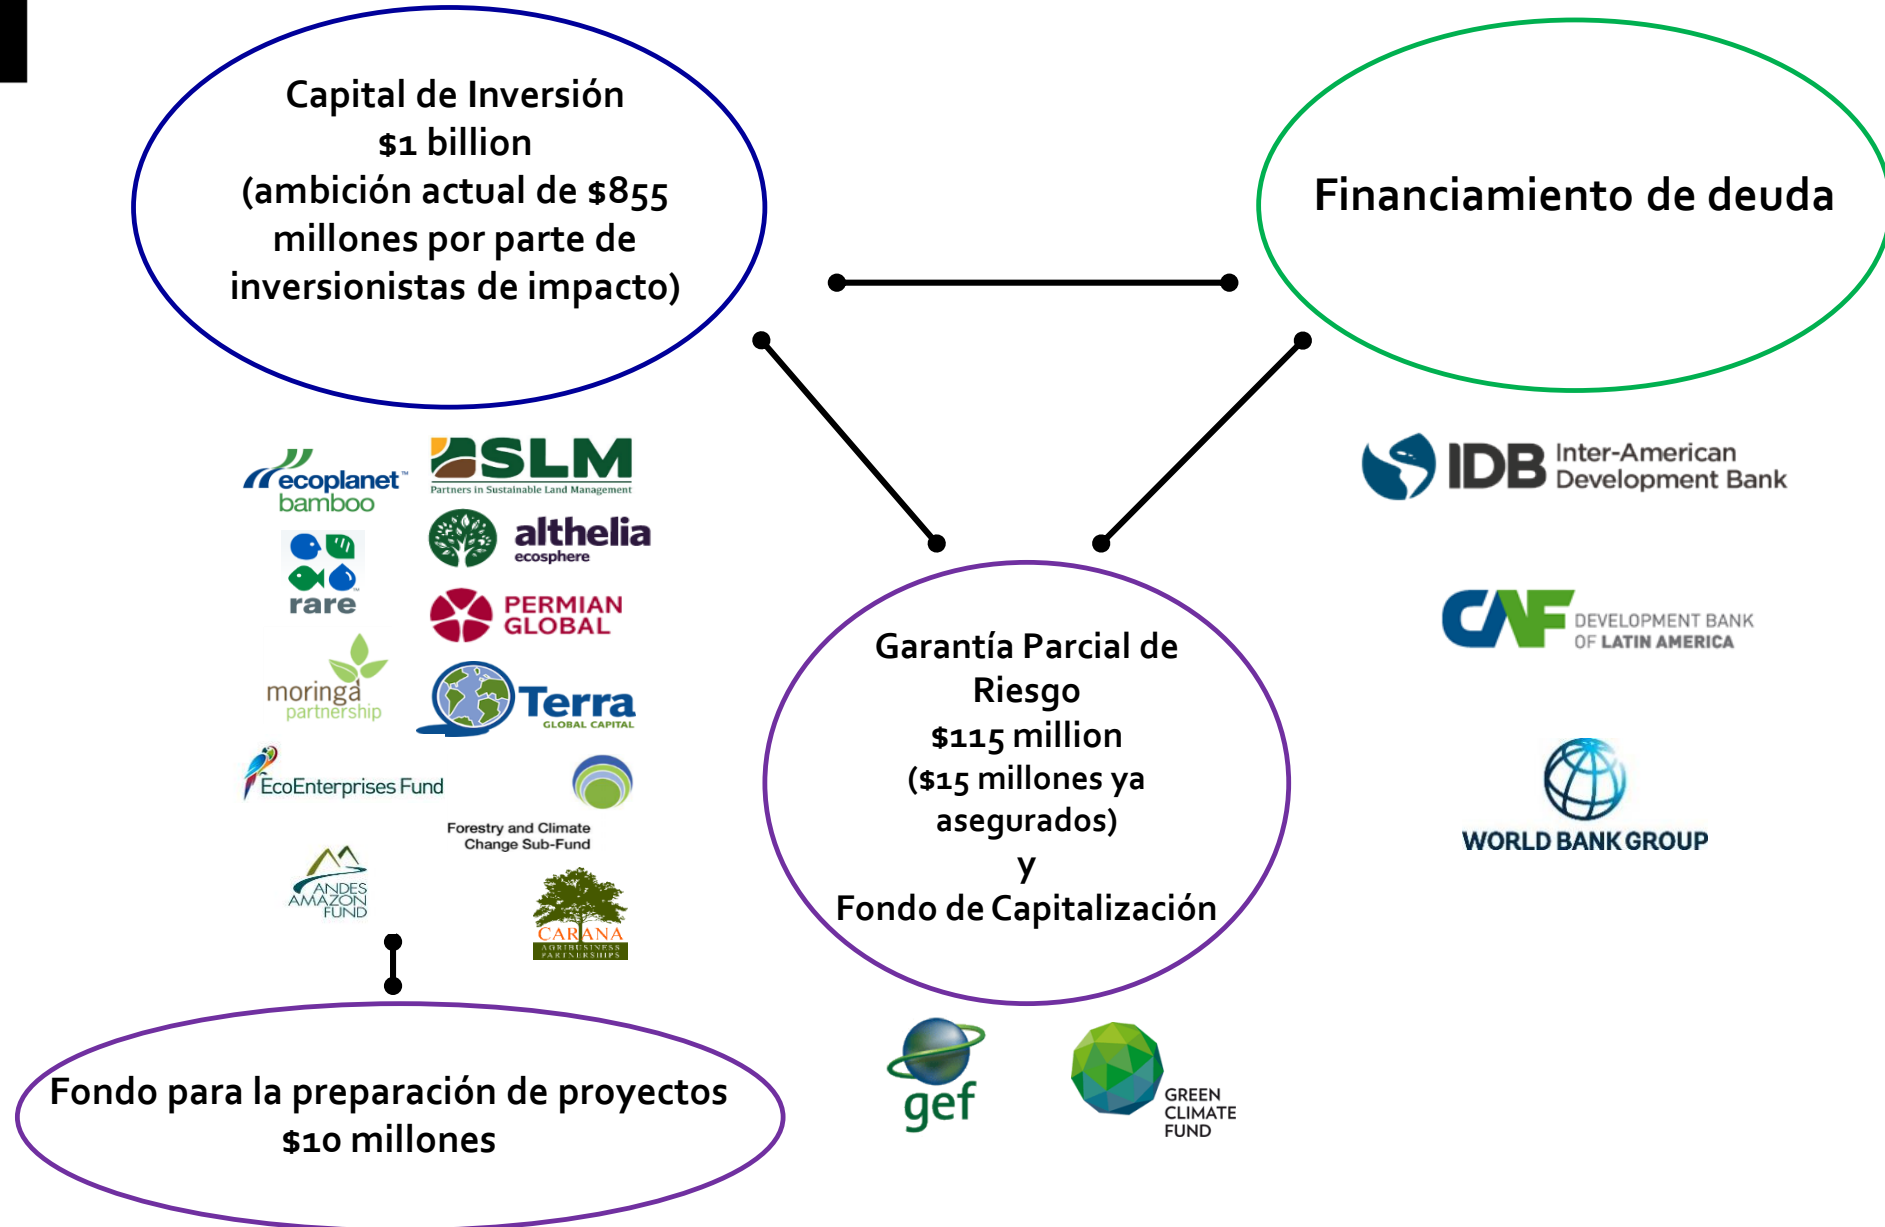 Capital de Inversión
$1 billion
(ambición actual de $855
millones por parte de
inversionistas de impacto)
Financiamiento de deuda
ecoplanet™
bamboo
SLM
Partners in Sustainable Land Management
rare
althelia
ecosphere
PERMIAN
GLOBAL
moringa
partnership
Terra
GLOBAL CAPITAL
EcoEnterprises Fund
Forestry and Climate
Change Sub-Fund
ANDES
AMAZON
FUND
CARANA
AGRIBUSINESS
PARTNERSHIPS
IDB Inter-American
Development Bank
CAF DEVELOPMENT BANK
OF LATIN AMERICA
WORLD BANK GROUP
Garantía Parcial de
Riesgo
$115 million
($15 millones ya
asegurados)
y
Fondo de Capitalización
gef
GREEN
CLIMATE
FUND
Fondo para la preparación de proyectos
$10 millones